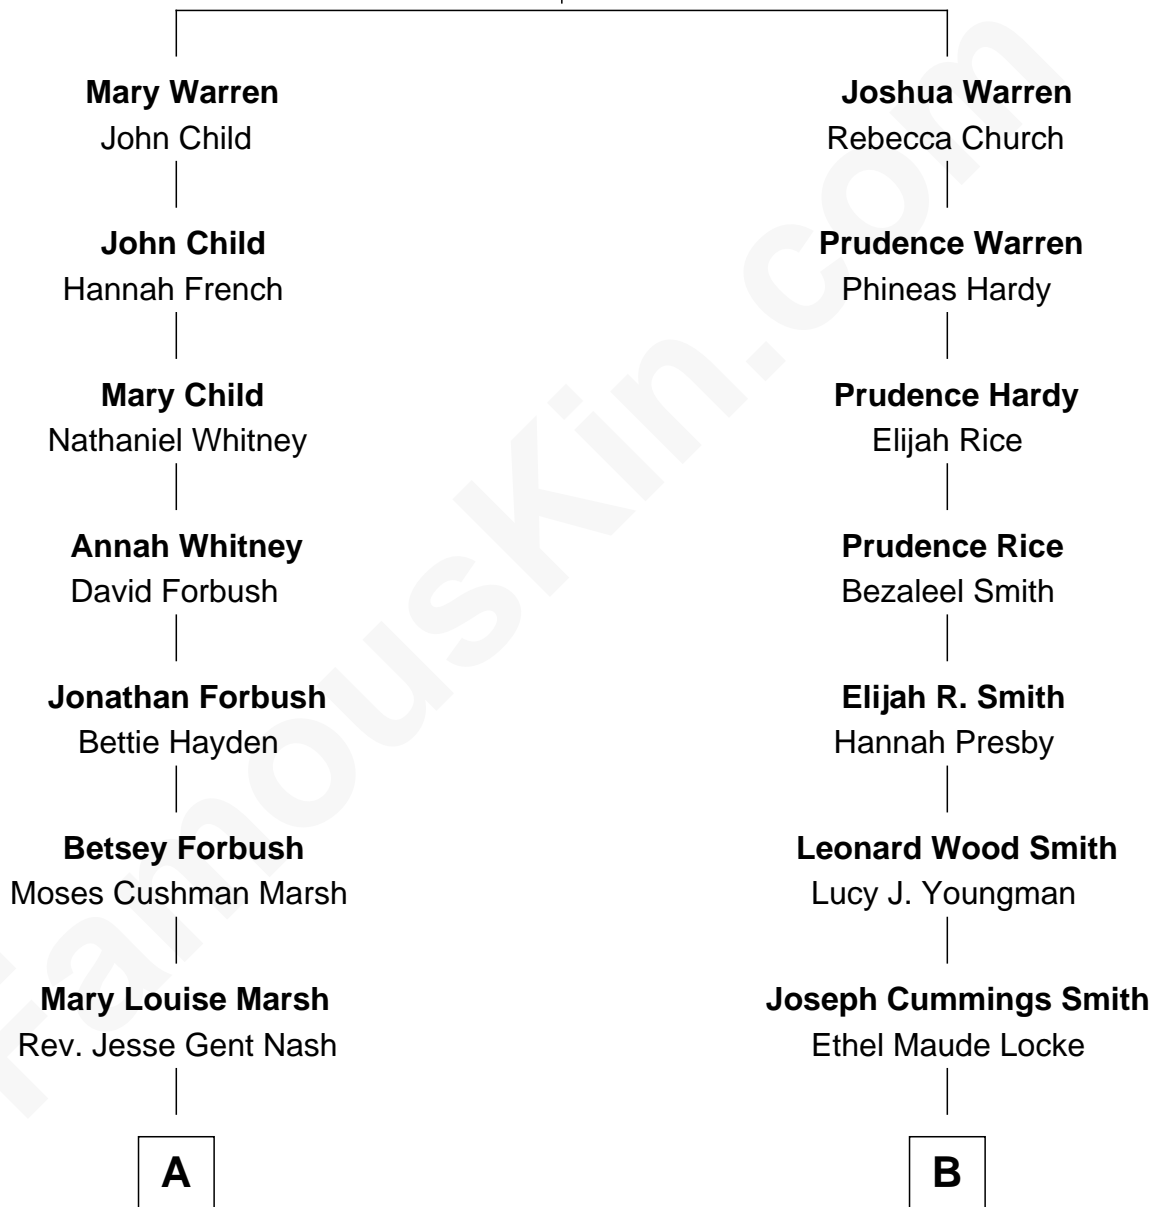 Mary Warren
John Child
John Child
Hannah French
Mary Child
Nathaniel Whitney
Annah Whitney
David Forbush
Jonathan Forbush
Bettie Hayden
Betsey Forbush
Moses Cushman Marsh
Mary Louise Marsh
Rev. Jesse Gent Nash
A
Joshua Warren
Rebecca Church
Prudence Warren
Phineas Hardy
Prudence Hardy
Elijah Rice
Prudence Rice
Bezaleel Smith
Elijah R. Smith
Hannah Presby
Leonard Wood Smith
Lucy J. Youngman
Joseph Cummings Smith
Ethel Maude Locke
B
FamousKin.com